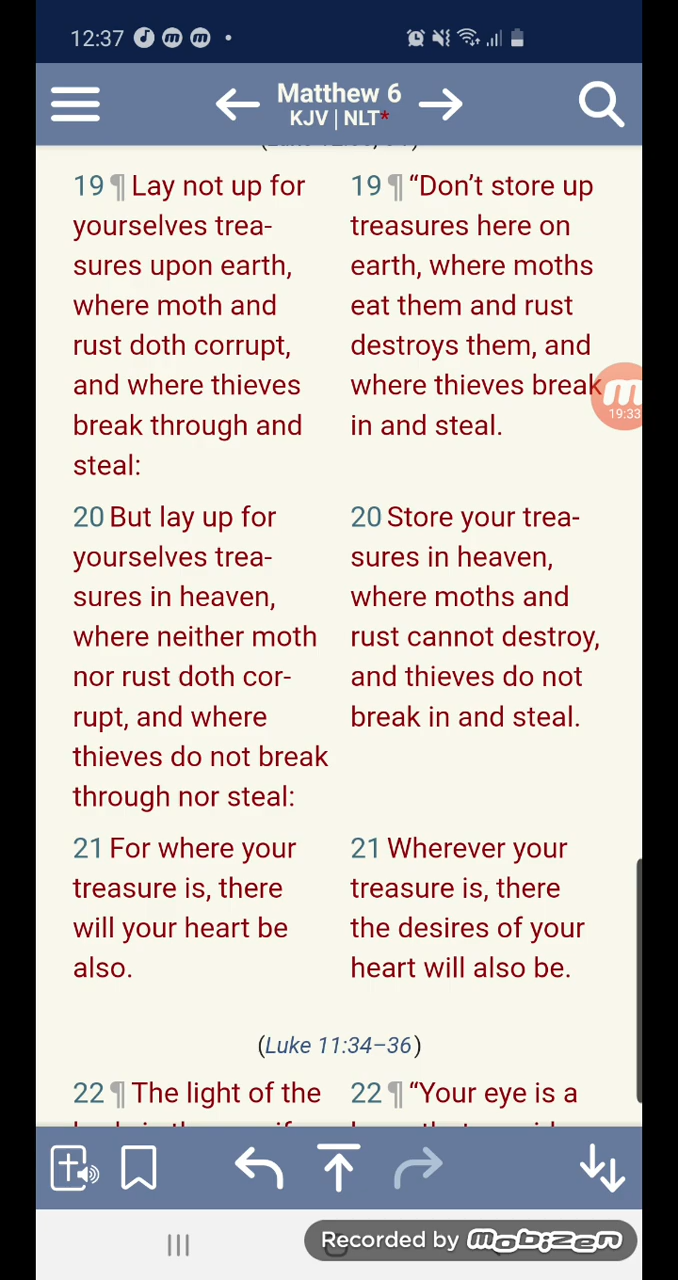 12:37
Matthew 6
KJV | NLT*
19 ¶ Lay not up for
yourselves trea-
sures upon earth,
where moth and
rust doth corrupt,
and where thieves
break through and
steal:
20 But lay up for
yourselves trea-
sures in heaven,
where neither moth
nor rust doth cor-
rupt, and where
thieves do not break
through nor steal:
21 For where your
treasure is, there
will your heart be
also.
19 ¶ “Don’t store up
treasures here on
earth, where moths
eat them and rust
destroys them, and
where thieves break
in and steal.
20 Store your trea-
sures in heaven,
where moths and
rust cannot destroy,
and thieves do not
break in and steal.
21 Wherever your
treasure is, there
the desires of your
heart will also be.
19:33
(Luke 11:34–36)
22 ¶ The light of the
22 ¶ “Your eye is a
Recorded by mobizen